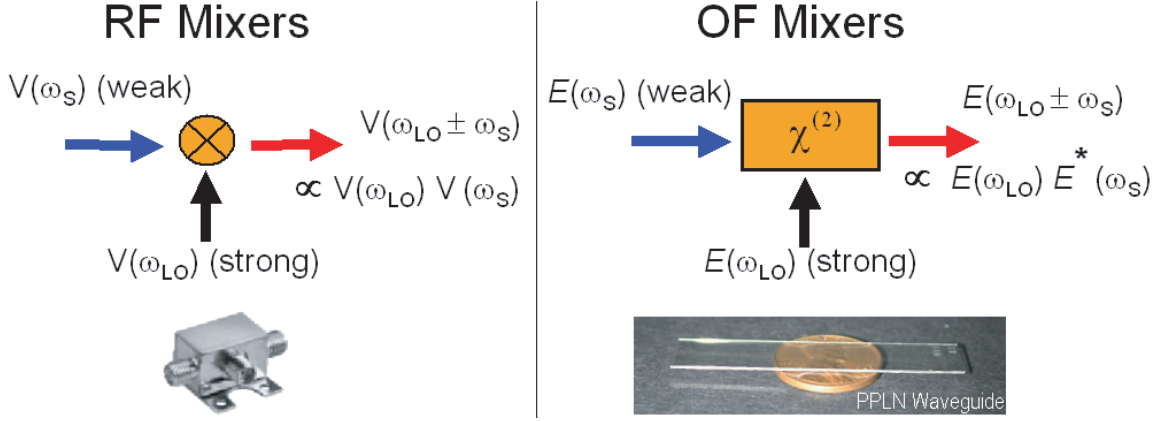 RF Mixers
V(ωS) (weak)
V(ωLO ± ωS)
∝ V(ωLO) V (ωS)
V(ωLO) (strong)
OF Mixers
E(ωS) (weak)
χ(2)
E(ωLO ± ωS)
∝ E(ωLO) E* (ωS)
E(ωLO) (strong)
PPLN Waveguide